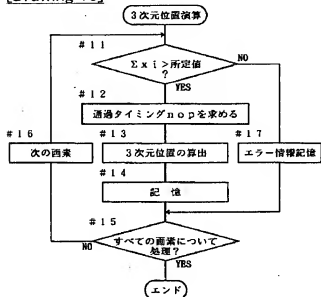 [Drawing 10]
3次元位置演算
#11
Σxi>所定値
?
NO
YES
#12
通過タイミングnopを求める
#16
#13
#17
次の画素
3次元位置の算出
エラー情報記憶
#14
記憶
#15
すべての画素について
処理?
NO
YES
エンド